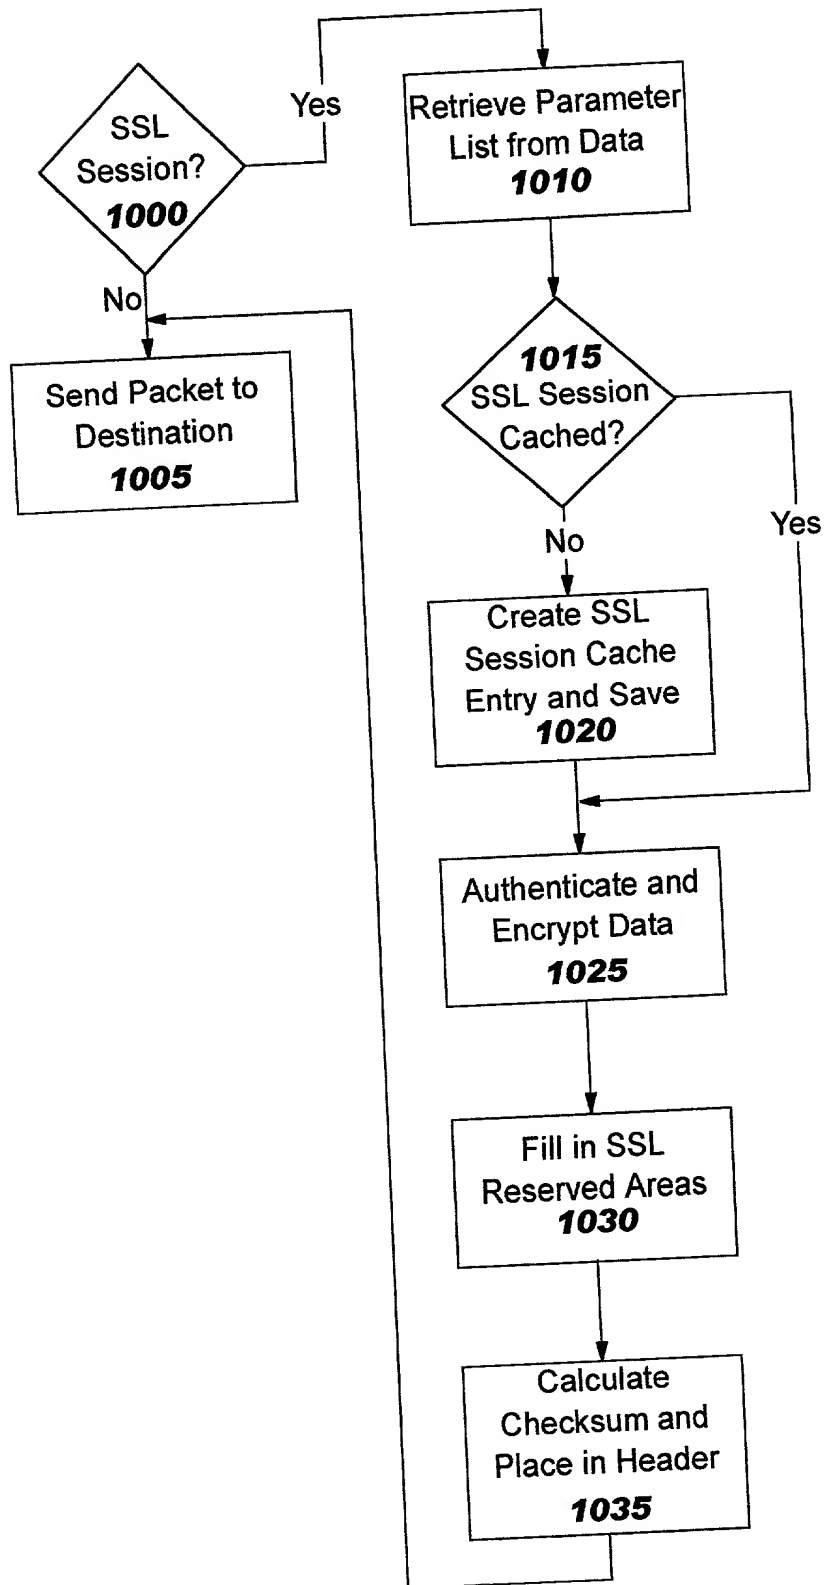 SSL
Session?
1000
Yes
No
Send Packet to
Destination
1005
Retrieve Parameter
List from Data
1010
1015
SSL Session
Cached?
Yes
No
Create SSL
Session Cache
Entry and Save
1020
Authenticate and
Encrypt Data
1025
Fill in SSL
Reserved Areas
1030
Calculate
Checksum and
Place in Header
1035